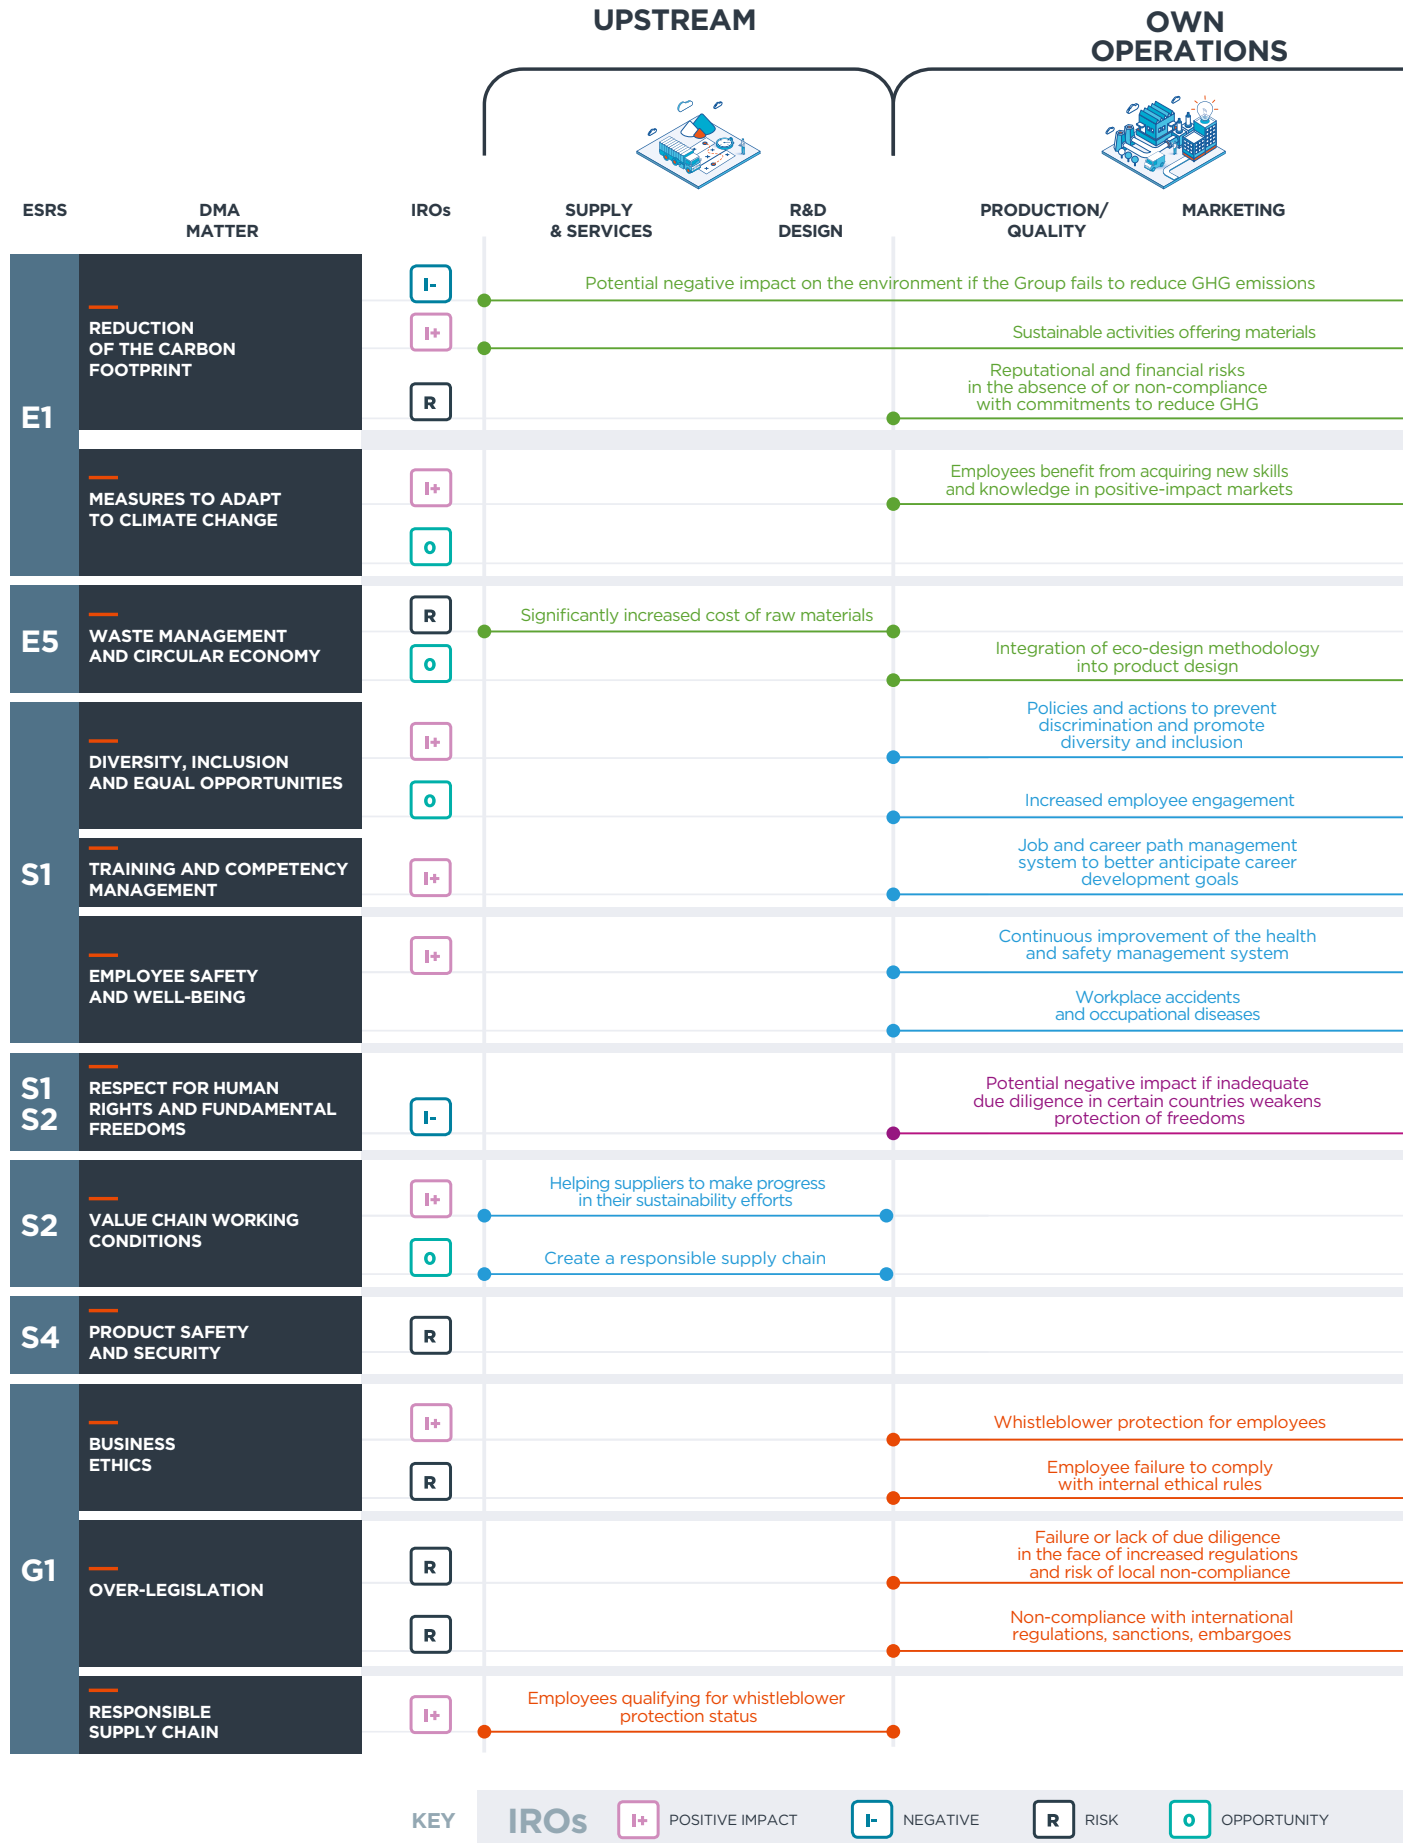 UPSTREAM
OWN
OPERATIONS
ESRS
DMA
MATTER
IROs
SUPPLY
& SERVICES
R&D
DESIGN
PRODUCTION/
QUALITY
MARKETING
E1
REDUCTION
OF THE CARBON
FOOTPRINT
I-
Potential negative impact on the environment if the Group fails to reduce GHG emissions
I+
Sustainable activities offering materials
R
Reputational and financial risks
in the absence of or non-compliance
with commitments to reduce GHG
MEASURES TO ADAPT
TO CLIMATE CHANGE
I+
Employees benefit from acquiring new skills
and knowledge in positive-impact markets
O
E5
WASTE MANAGEMENT
AND CIRCULAR ECONOMY
R
Significantly increased cost of raw materials
O
Integration of eco-design methodology
into product design
S1
DIVERSITY, INCLUSION
AND EQUAL OPPORTUNITIES
I+
Policies and actions to prevent
discrimination and promote
diversity and inclusion
O
Increased employee engagement
TRAINING AND COMPETENCY
MANAGEMENT
I+
Job and career path management
system to better anticipate career
development goals
EMPLOYEE SAFETY
AND WELL-BEING
I+
Continuous improvement of the health
and safety management system
Workplace accidents
and occupational diseases
S1
S2
RESPECT FOR HUMAN
RIGHTS AND FUNDAMENTAL
FREEDOMS
I-
Potential negative impact if inadequate
due diligence in certain countries weakens
protection of freedoms
S2
VALUE CHAIN WORKING
CONDITIONS
I+
Helping suppliers to make progress
in their sustainability efforts
O
Create a responsible supply chain
S4
PRODUCT SAFETY
AND SECURITY
R
G1
BUSINESS
ETHICS
I+
Whistleblower protection for employees
R
Employee failure to comply
with internal ethical rules
OVER-LEGISLATION
R
Failure or lack of due diligence
in the face of increased regulations
and risk of local non-compliance
R
Non-compliance with international
regulations, sanctions, embargoes
RESPONSIBLE
SUPPLY CHAIN
I+
Employees qualifying for whistleblower
protection status
KEY
IROs
I+ POSITIVE IMPACT
I- NEGATIVE
R RISK
O OPPORTUNITY